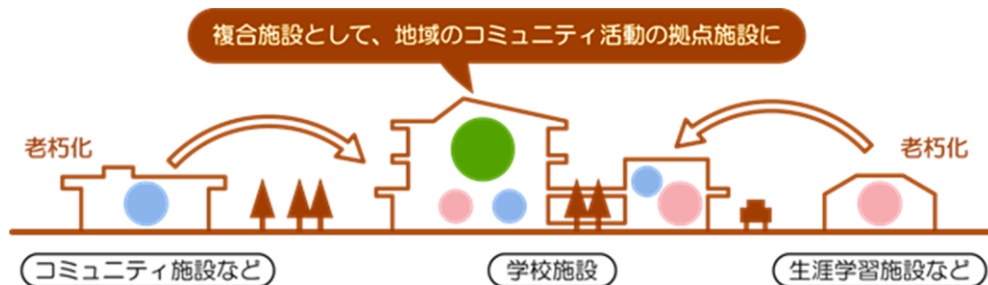 複合施設として、地域のコミュニティ活動の拠点施設に
老朽化
老朽化
コミュニティ施設など
学校施設
生涯学習施設など